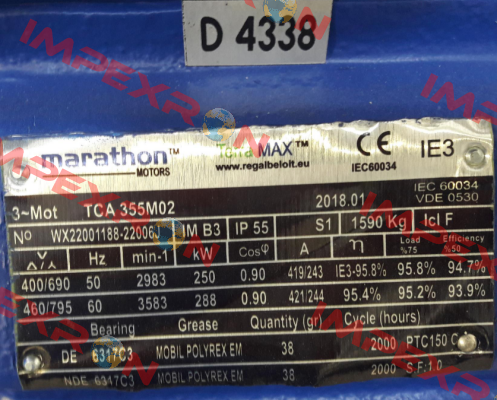 D 4338
marathon™
MOTORS
TerraMAX™
www.regalbeloit.eu
CE
IEC60034
IE3
IEC 60034
VDE 0530
3~Mot TCA 355M02 2018.01
No WX22001188-22006J IM B3 IP 55 S1 1590 Kg Icl F
Hz min-1 kW Cosφ A η Load %75 Efficiency %50
400/690 50 2983 250 0.90 419/243 IE3-95.8% 95.8% 94.7%
460/795 60 3583 288 0.90 421/244 95.4% 95.2% 93.9%
Bearing Grease Quantity (gr) Cycle (hours)
DE 6317C3 MOBIL POLYREX EM 38 2000 PTC150 C
NDE 6317C3 MOBIL POLYREX EM 38 2000 S.F:1.0
IMPEXRON